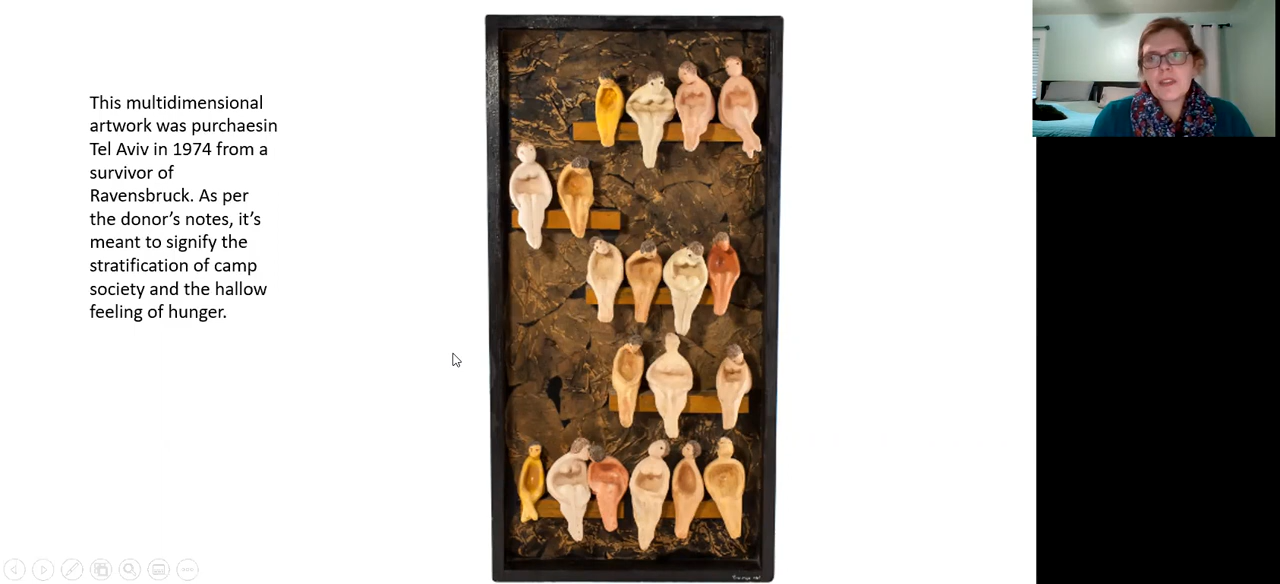 This multidimensional
artwork was purchaesin
Tel Aviv in 1974 from a
survivor of
Ravensbruck. As per
the donor’s notes, it’s
meant to signify the
stratification of camp
society and the hallow
feeling of hunger.